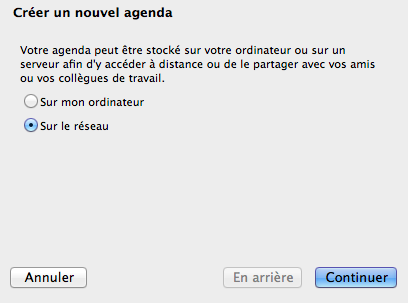 Créer un nouvel agenda
Votre agenda peut être stocké sur votre ordinateur ou sur un
serveur afin d'y accéder à distance ou de le partager avec vos amis
ou vos collègues de travail.
Sur mon ordinateur
Sur le réseau
Annuler
En arrière
Continuer